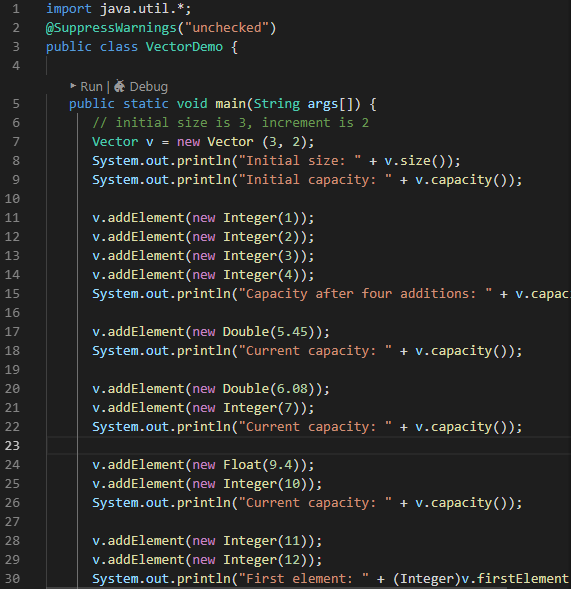 1 import java.util.*;
2 @SuppressWarnings("unchecked")
3 public class VectorDemo {
4
Run | Debug
5 public static void main(String args[]) {
6 // initial size is 3, increment is 2
7 Vector v = new Vector (3, 2);
8 System.out.println("Initial size: " + v.size());
9 System.out.println("Initial capacity: " + v.capacity());
10
11 v.addElement(new Integer(1));
12 v.addElement(new Integer(2));
13 v.addElement(new Integer(3));
14 v.addElement(new Integer(4));
15 System.out.println("Capacity after four additions: " + v.capac
16
17 v.addElement(new Double(5.45));
18 System.out.println("Current capacity: " + v.capacity());
19
20 v.addElement(new Double(6.08));
21 v.addElement(new Integer(7));
22 System.out.println("Current capacity: " + v.capacity());
23
24 v.addElement(new Float(9.4));
25 v.addElement(new Integer(10));
26 System.out.println("Current capacity: " + v.capacity());
27
28 v.addElement(new Integer(11));
29 v.addElement(new Integer(12));
30 System.out.println("First element: " + (Integer)v.firstElement